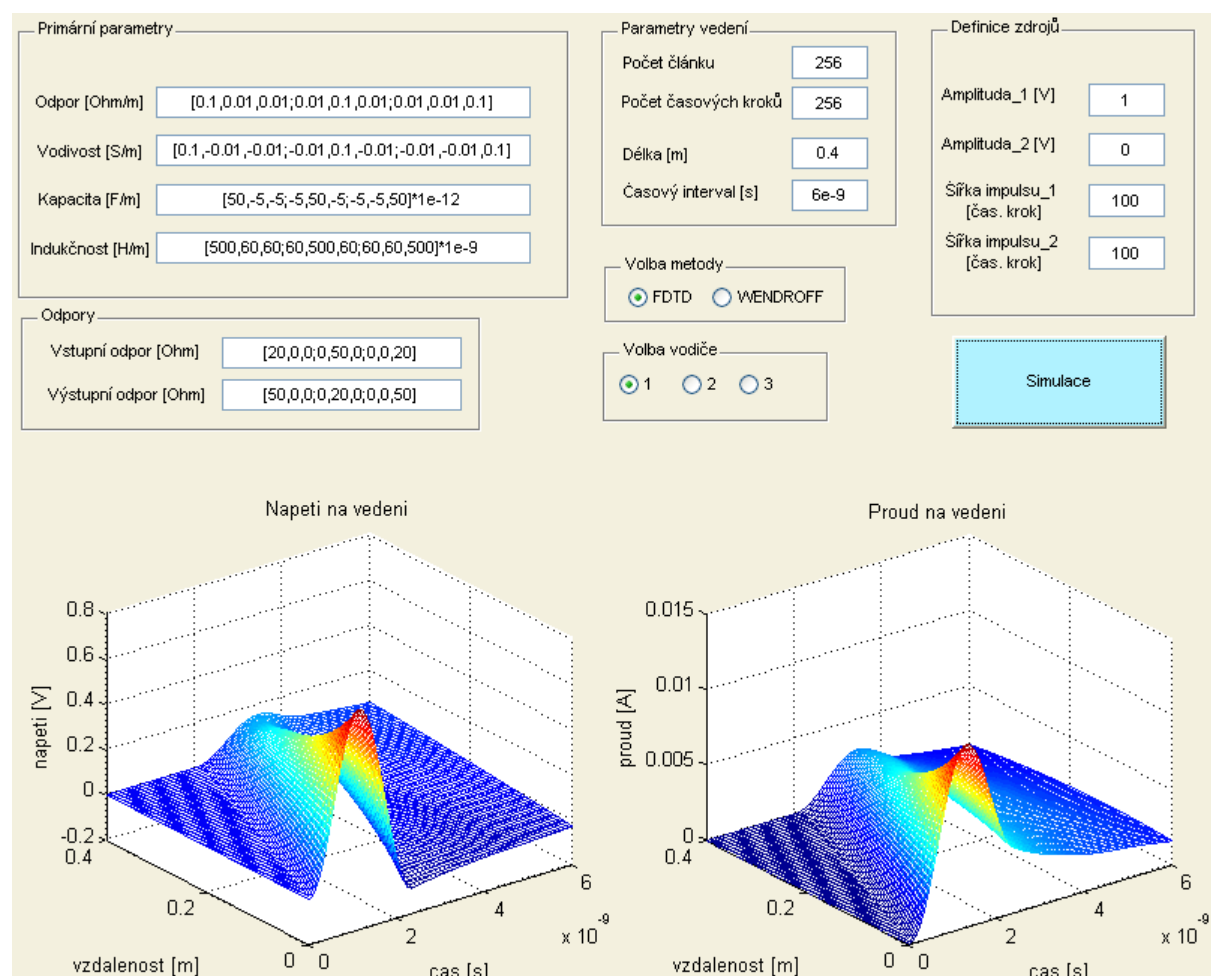 Primární parametry
Odpor [Ohm/m]
[0.1,0.01,0.01;0.01,0.1,0.01;0.01,0.01,0.1]
Vodivost [S/m]
[0.1,-0.01,-0.01;-0.01,0.1,-0.01;-0.01,-0.01,0.1]
Kapacita [F/m]
[50,-5,-5;-5,50,-5;-5,-5,50]*1e-12
Indukčnost [H/m]
[500,60,60;60,500,60;60,60,500]*1e-9
Odpory
Vstupní odpor [Ohm]
[20,0,0;0,50,0;0,0,20]
Výstupní odpor [Ohm]
[50,0,0;0,20,0;0,0,50]
Parametry vedení
Počet článku
256
Počet časových kroků
256
Délka [m]
0.4
Časový interval [s]
6e-9
Volba metody
FDTD
WENDROFF
Volba vodiče
1
2
3
Definice zdrojů
Amplituda_1 [V]
1
Amplituda_2 [V]
0
Šířka impulsu_1
[čas. krok]
100
Šířka impulsu_2
[čas. krok]
100
Simulace
Napeti na vedeni
napeti [V]
0.8
0.6
0.4
0.2
0
-0.2
0.4
0.2
0
vzdalenost [m]
0
2
4
6
x 10
-9
cas [s]
Proud na vedeni
proud [A]
0.015
0.01
0.005
0
0.4
0.2
0
vzdalenost [m]
0
2
4
6
x 10
-9
cas [s]